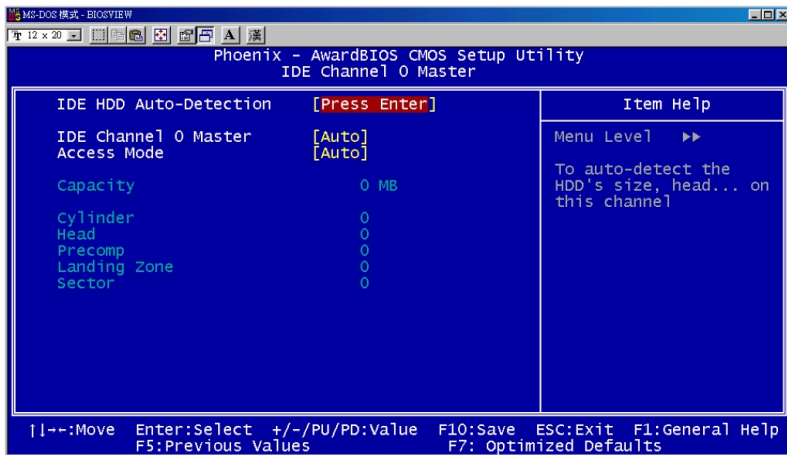 MS-DOS 模式 - BIOSVIEW
12 x 20 A 漢
Phoenix - AwardBIOS CMOS Setup Utility
IDE Channel 0 Master
IDE HDD Auto-Detection [Press Enter]
Item Help
IDE Channel 0 Master [Auto]
Access Mode [Auto]
Menu Level ▶▶
To auto-detect the
HDD's size, head... on
this channel
Capacity 0 MB
Cylinder 0
Head 0
Precomp 0
Landing Zone 0
Sector 0
↑↓→←:Move Enter:Select +/-/PU/PD:Value F10:Save ESC:Exit F1:General Help
F5:Previous Values F7: Optimized Defaults